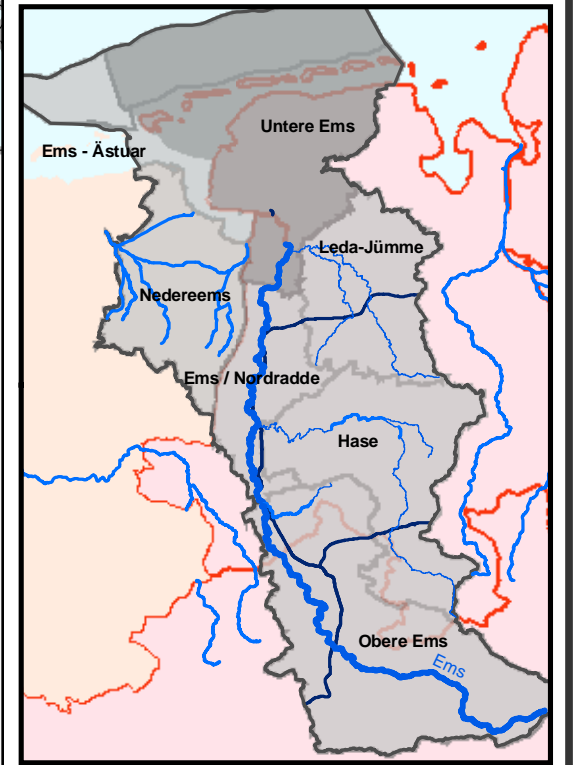 Untere Ems
Ems - Ästuar
Leda-Jümme
Nedereems
Ems / Nordradde
Hase
Obere Ems
Ems